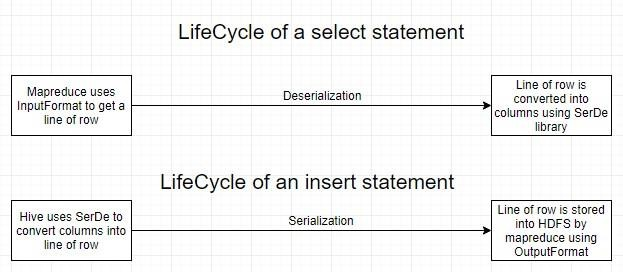 LifeCycle of a select statement
Mapreduce uses
InputFormat to get a
line of row
Deserialization
Line of row is
converted into
columns using SerDe
library
LifeCycle of an insert statement
Hive uses SerDe to
convert columns into
line of row
Serialization
Line of row is stored
into HDFS by
mapreduce using
OutputFormat